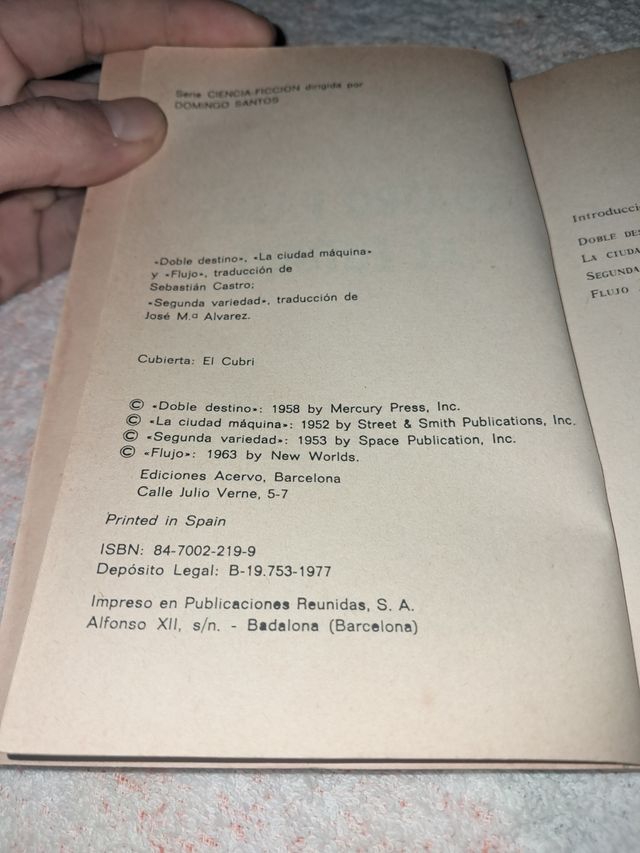 Serie CIENCIA-FICCION dirigida por
DOMINGO SANTOS
«Doble destino», «La ciudad máquina»
y «Flujo», traducción de
Sebastián Castro;
«Segunda variedad», traducción de
José M.ª Alvarez.
Cubierta: El Cubri
© «Doble destino»: 1958 by Mercury Press, Inc.
© «La ciudad máquina»: 1952 by Street & Smith Publications, Inc.
© «Segunda variedad»: 1953 by Space Publication, Inc.
© «Flujo»: 1963 by New Worlds.
Ediciones Acervo, Barcelona
Calle Julio Verne, 5-7
Printed in Spain
ISBN: 84-7002-219-9
Depósito Legal: B-19.753-1977
Impreso en Publicaciones Reunidas, S. A.
Alfonso XII, s/n. - Badalona (Barcelona)
DOBLE
LA
SEGUNDA
FLUJO